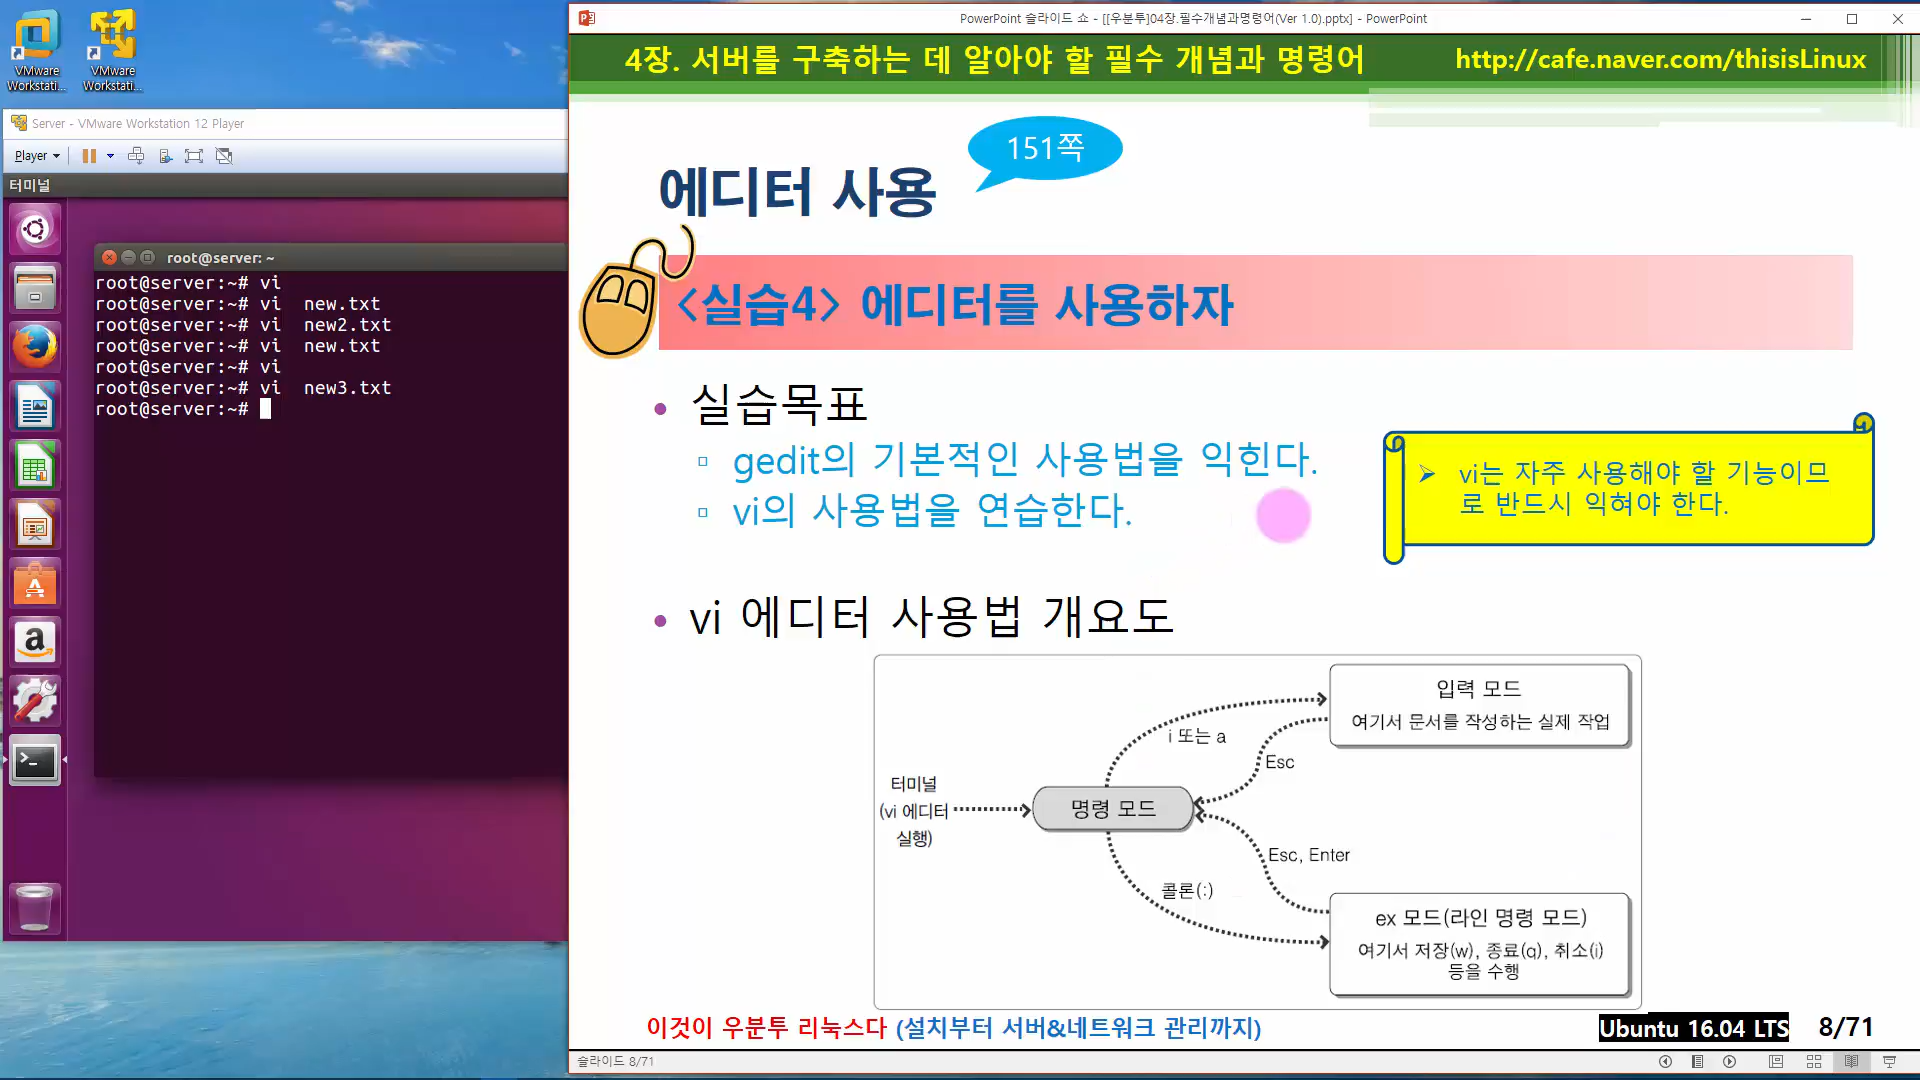 VMware
Workstati...
VMware
Workstati...
Server - VMware Workstation 12 Player
Player
터미널
root@server: ~
root@server:~# vi
root@server:~# vi  new.txt
root@server:~# vi  new2.txt
root@server:~# vi  new.txt
root@server:~# vi
root@server:~# vi  new3.txt
root@server:~#
PowerPoint 슬라이드 쇼 - [[우분투]04장.필수개념과명령어(Ver 1.0).pptx] - PowerPoint
4장. 서버를 구축하는 데 알아야 할 필수 개념과 명령어
http://cafe.naver.com/thisisLinux
151쪽
에디터 사용
<실습4> 에디터를 사용하자
• 실습목표
▫ gedit의 기본적인 사용법을 익힌다.
▫ vi의 사용법을 연습한다.
➢ vi는 자주 사용해야 할 기능이므
로 반드시 익혀야 한다.
• vi 에디터 사용법 개요도
입력 모드
여기서 문서를 작성하는 실제 작업
i 또는 a
Esc
터미널
(vi 에디터
실행)
명령 모드
Esc, Enter
콜론(:)
ex 모드(라인 명령 모드)
여기서 저장(w), 종료(q), 취소(i)
등을 수행
이것이 우분투 리눅스다 (설치부터 서버&네트워크 관리까지)
Ubuntu 16.04 LTS
8/71
슬라이드 8/71